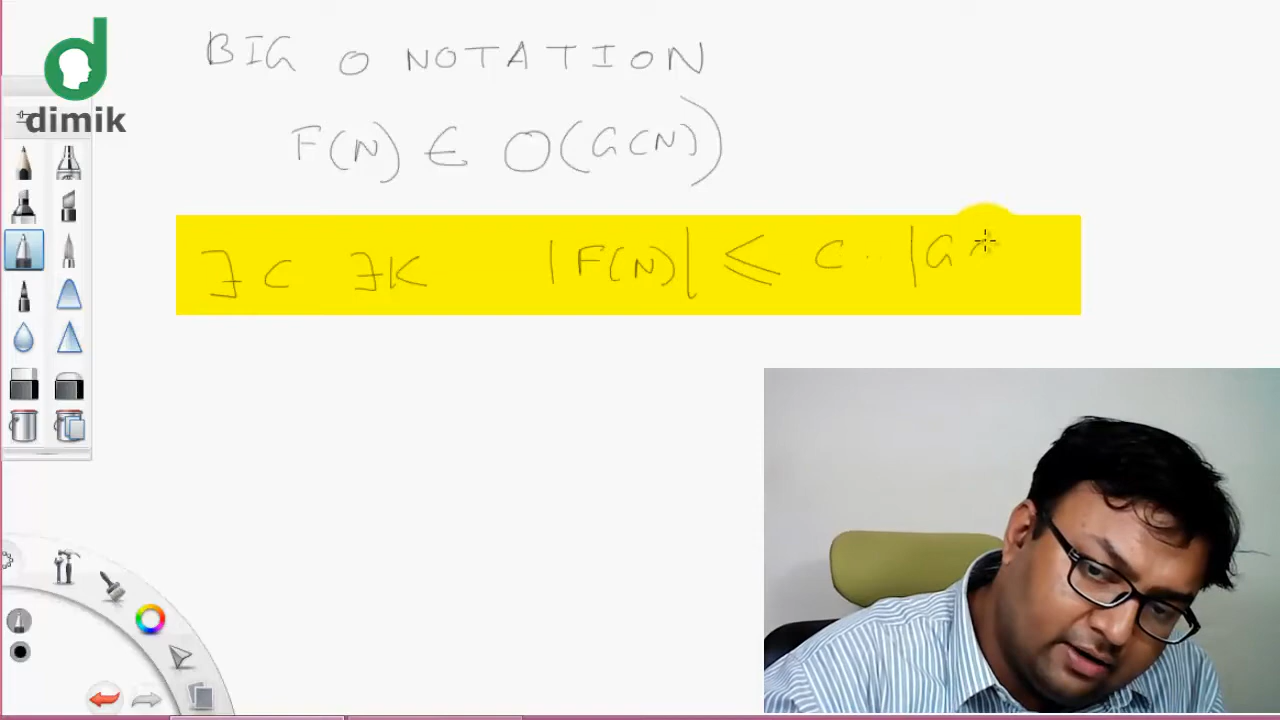 dimik
BIG O NOTATION
F(N) ∈ O(G(N))
∃ C ∃ K |F(N)| ≤ C . |G